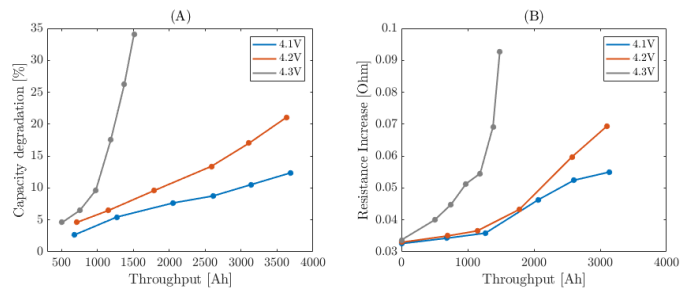 (A)
Capacity degradation [%]
35
30
25
20
15
10
5
0
4.1V
4.2V
4.3V
500 1000 1500 2000 2500 3000 3500 4000
Throughput [Ah]
(B)
Resistance Increase [Ohm]
0.1
0.09
0.08
0.07
0.06
0.05
0.04
0.03
4.1V
4.2V
4.3V
0 1000 2000 3000 4000
Throughput [Ah]